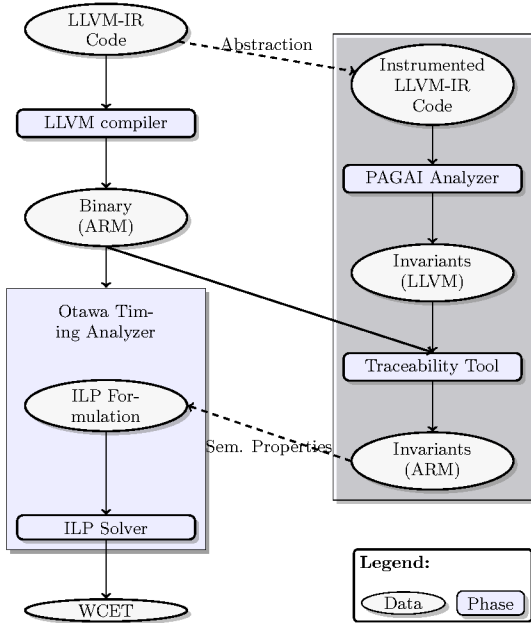 LLVM-IR
Code
Abstraction
Instrumented
LLVM-IR
Code
LLVM compiler
PAGAI Analyzer
Binary
(ARM)
Invariants
(LLVM)
Otawa Tim-
ing Analyzer
Traceability Tool
ILP For-
mulation
Sem. Properties
Invariants
(ARM)
ILP Solver
WCET
Legend:
Data
Phase